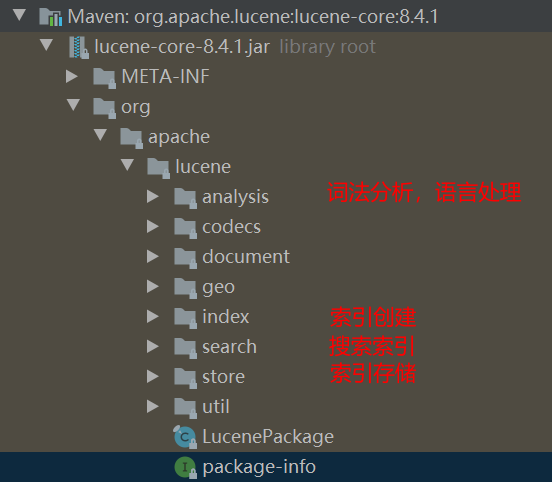 Maven: org.apache.lucene:lucene-core:8.4.1
lucene-core-8.4.1.jar library root
META-INF
org
apache
lucene
analysis 词法分析，语言处理
codecs
document
geo
index 索引创建
search 搜索索引
store 索引存储
util
LucenePackage
package-info